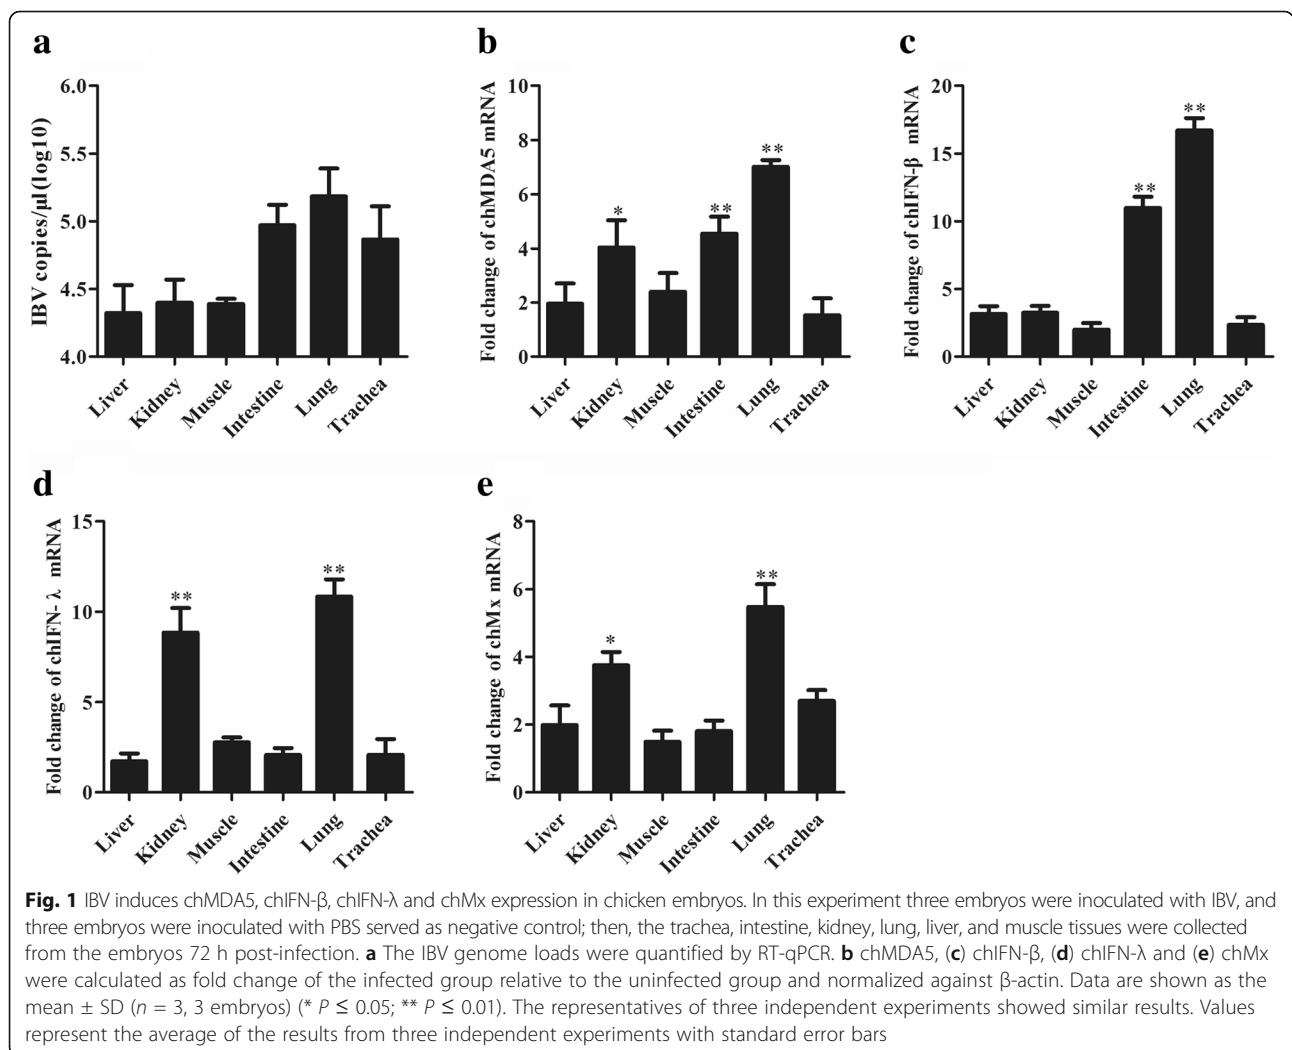 a
IBV copies/µl(log10)
6.0
5.5
5.0
4.5
4.0
Liver
Kidney
Muscle
Intestine
Lung
Trachea
b
Fold change of chMDA5 mRNA
10
8
6
4
2
0
*
**
**
Liver
Kidney
Muscle
Intestine
Lung
Trachea
c
Fold change of chIFN-β mRNA
20
15
10
5
0
**
**
Liver
Kidney
Muscle
Intestine
Lung
Trachea
d
Fold change of chIFN- λ mRNA
15
10
5
0
**
**
Liver
Kidney
Muscle
Intestine
Lung
Trachea
e
Fold change of chMx mRNA
8
6
4
2
0
*
**
Liver
Kidney
Muscle
Intestine
Lung
Trachea
Fig. 1 IBV induces chMDA5, chIFN-β, chIFN-λ and chMx expression in chicken embryos. In this experiment three embryos were inoculated with IBV, and
three embryos were inoculated with PBS served as negative control; then, the trachea, intestine, kidney, lung, liver, and muscle tissues were collected
from the embryos 72 h post-infection. a The IBV genome loads were quantified by RT-qPCR. b chMDA5, (c) chIFN-β, (d) chIFN-λ and (e) chMx
were calculated as fold change of the infected group relative to the uninfected group and normalized against β-actin. Data are shown as the
mean ± SD (n = 3, 3 embryos) (* P ≤ 0.05; ** P ≤ 0.01). The representatives of three independent experiments showed similar results. Values
represent the average of the results from three independent experiments with standard error bars